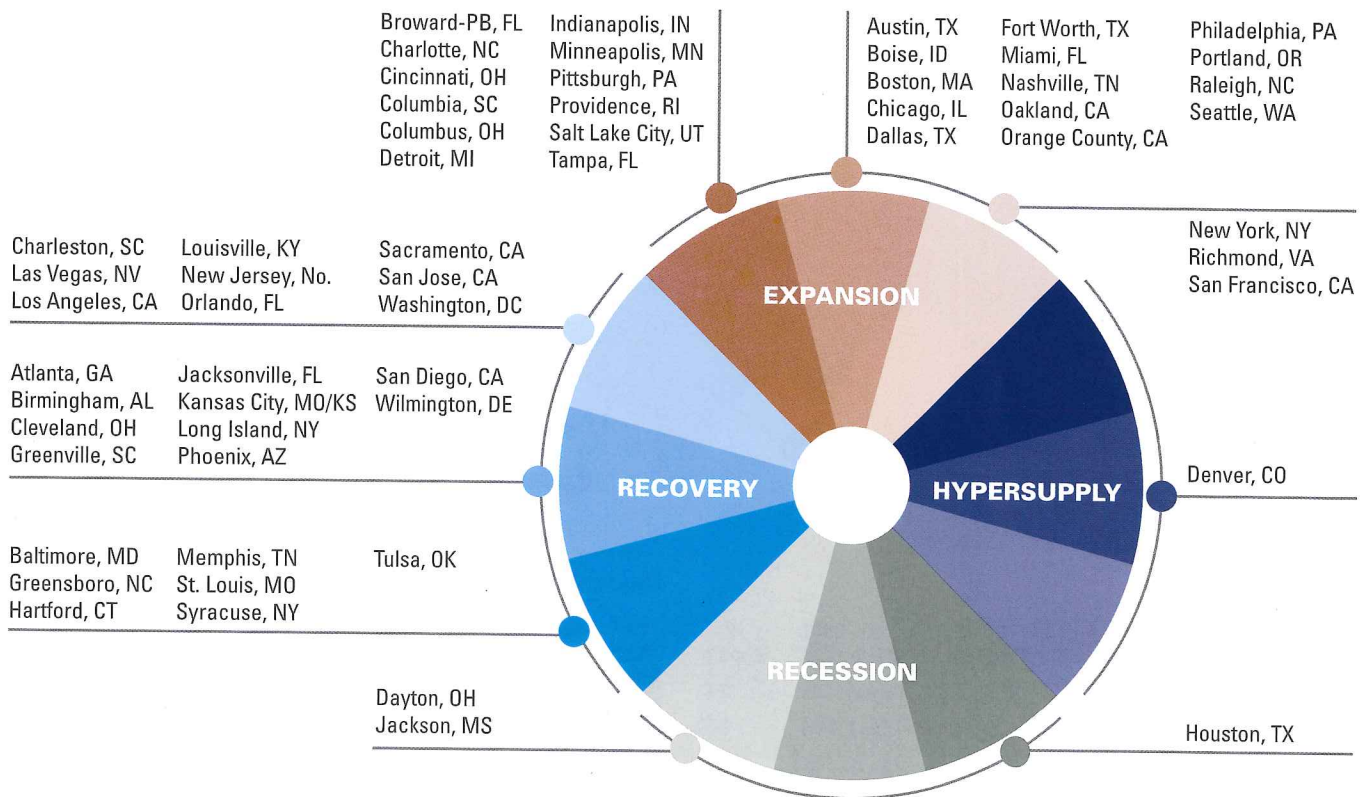 Broward-PB, FL
Charlotte, NC
Cincinnati, OH
Columbia, SC
Columbus, OH
Detroit, MI
Indianapolis, IN
Minneapolis, MN
Pittsburgh, PA
Providence, RI
Salt Lake City, UT
Tampa, FL
Austin, TX
Boise, ID
Boston, MA
Chicago, IL
Dallas, TX
Fort Worth, TX
Miami, FL
Nashville, TN
Oakland, CA
Orange County, CA
Philadelphia, PA
Portland, OR
Raleigh, NC
Seattle, WA
New York, NY
Richmond, VA
San Francisco, CA
Charleston, SC
Las Vegas, NV
Los Angeles, CA
Louisville, KY
New Jersey, No.
Orlando, FL
Sacramento, CA
San Jose, CA
Washington, DC
EXPANSION
Atlanta, GA
Birmingham, AL
Cleveland, OH
Greenville, SC
Jacksonville, FL
Kansas City, MO/KS
Long Island, NY
Phoenix, AZ
San Diego, CA
Wilmington, DE
RECOVERY
HYPERSUPPLY
Denver, CO
Baltimore, MD
Greensboro, NC
Hartford, CT
Memphis, TN
St. Louis, MO
Syracuse, NY
Tulsa, OK
RECESSION
Dayton, OH
Jackson, MS
Houston, TX